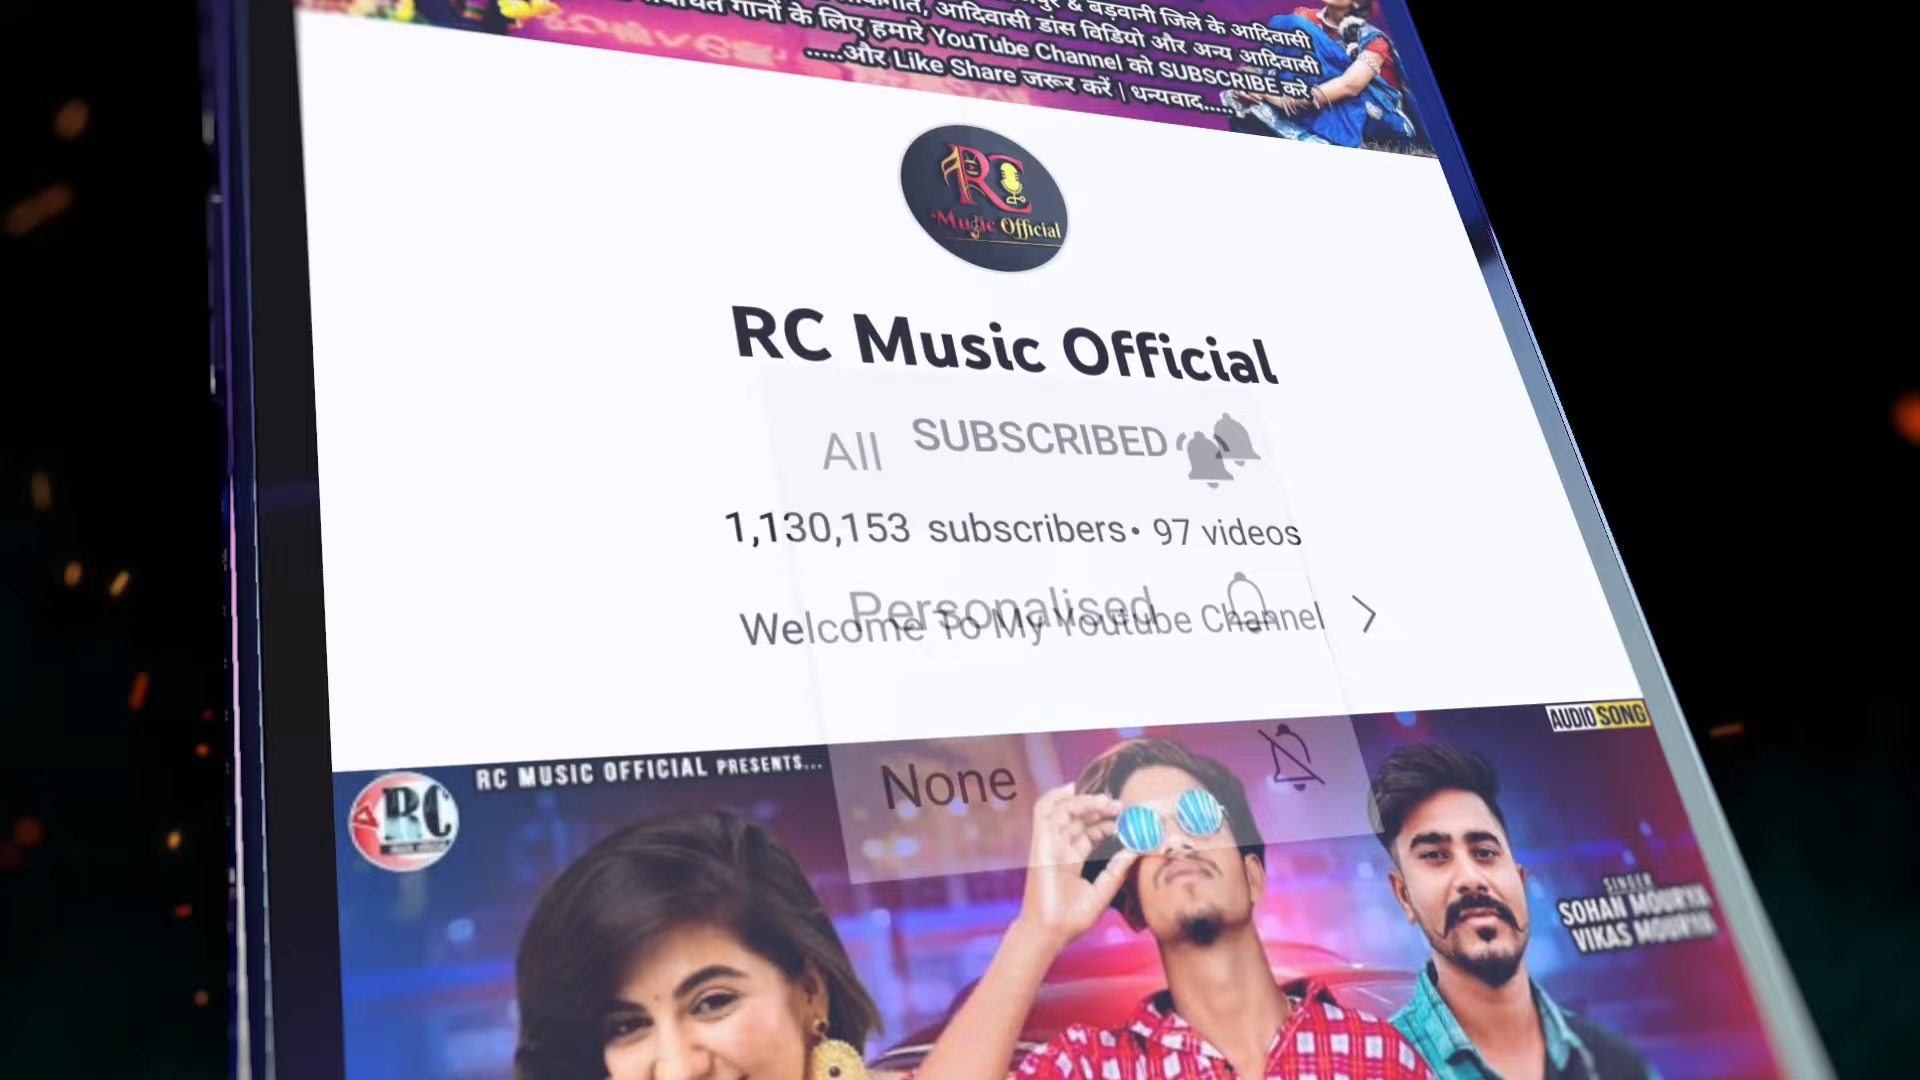 गानों के लिए हमारे YouTube Channel को SUBSCRIBE करे
आदिवासी डांस विडियो और अन्य आदिवासी
& बड़वानी जिले के आदिवासी
.....और Like Share जरूर करें | धन्यवाद.....
RC
Music Official
RC Music Official
All
SUBSCRIBED
1,130,153 subscribers • 97 videos
Personalised
Welcome To My Youtube Channel
None
AUDIO SONG
RC MUSIC OFFICIAL PRESENTS...
RC
SINGER
SOHAN MOURYA
VIKAS MOURYA